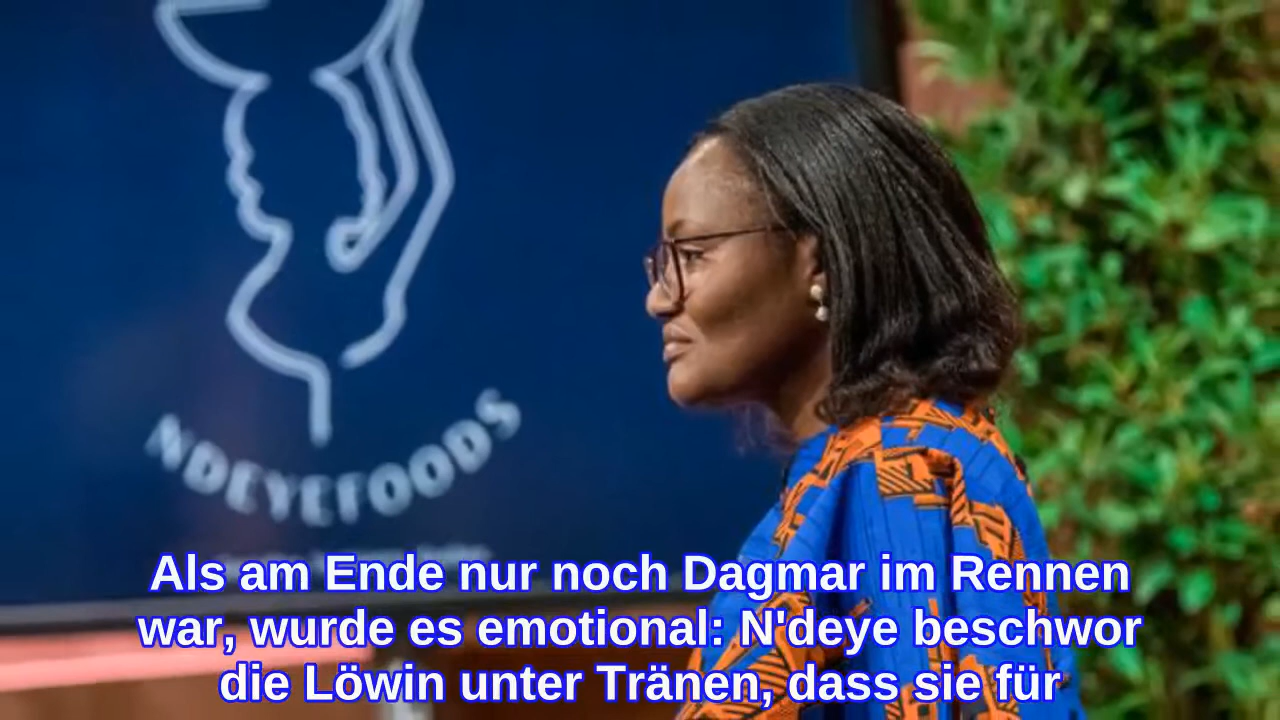 NDEYEFOODS
Als am Ende nur noch Dagmar im Rennen
war, wurde es emotional: N'deye beschwor
die Löwin unter Tränen, dass sie für